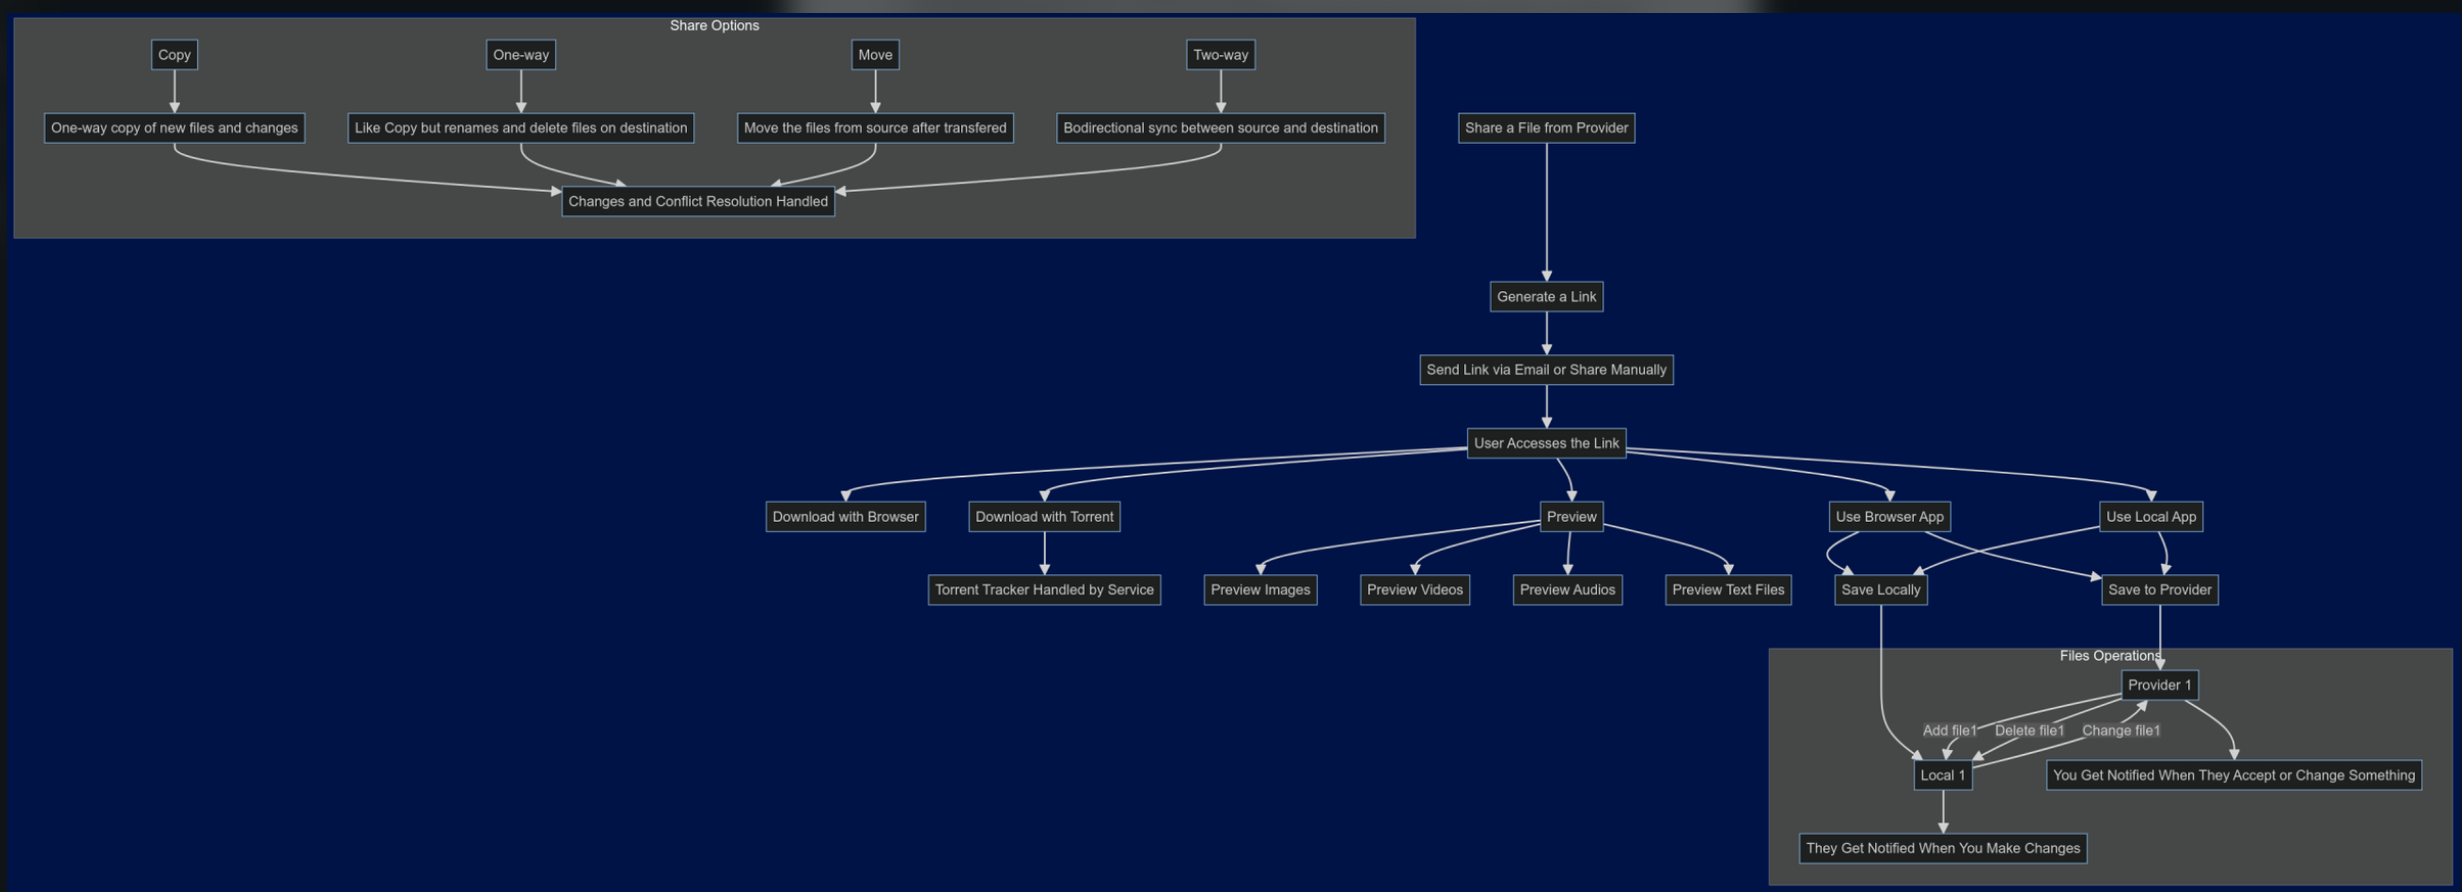 Share Options
Copy
One-way
Move
Two-way
One-way copy of new files and changes
Like Copy but renames and delete files on destination
Move the files from source after transfered
Bodirectional sync between source and destination
Share a File from Provider
Changes and Conflict Resolution Handled
Generate a Link
Send Link via Email or Share Manually
User Accesses the Link
Download with Browser
Download with Torrent
Preview
Use Browser App
Use Local App
Torrent Tracker Handled by Service
Preview Images
Preview Videos
Preview Audios
Preview Text Files
Save Locally
Save to Provider
Files Operations
Provider 1
Add file1
Delete file1
Change file1
Local 1
You Get Notified When They Accept or Change Something
They Get Notified When You Make Changes